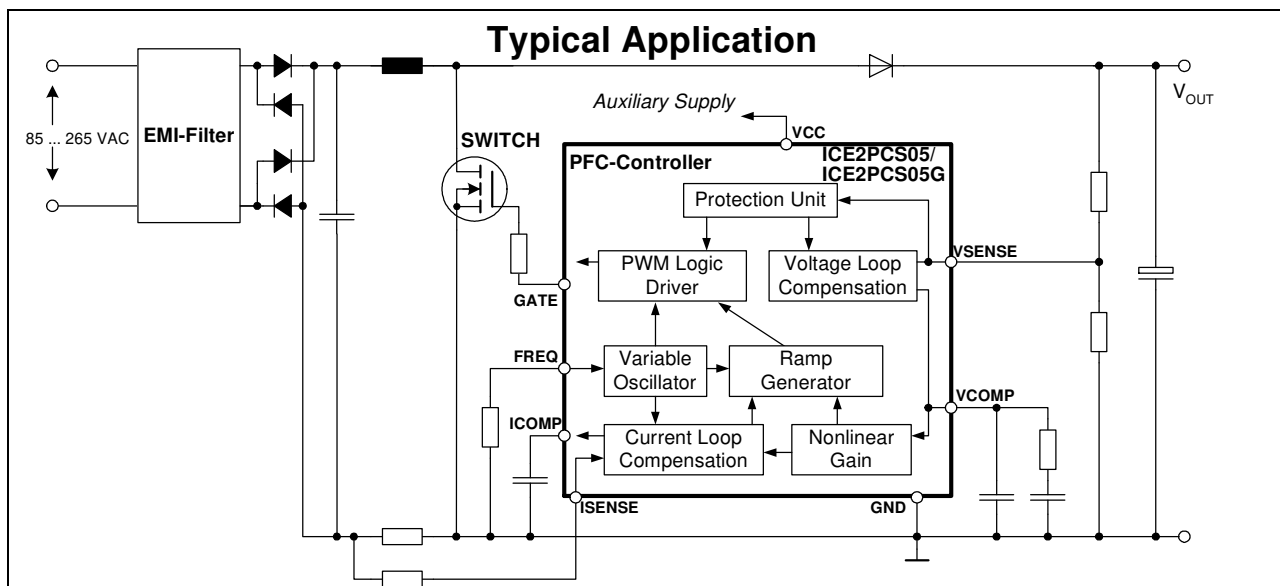 Typical Application
85 ... 265 VAC
EMI-Filter
SWITCH
Auxiliary Supply
VCC
V_OUT
PFC-Controller
ICE2PCS05/
ICE2PCS05G
Protection Unit
PWM Logic
Driver
Voltage Loop
Compensation
VSENSE
GATE
FREQ
Variable
Oscillator
Ramp
Generator
VCOMP
ICOMP
Current Loop
Compensation
Nonlinear
Gain
ISENSE
GND